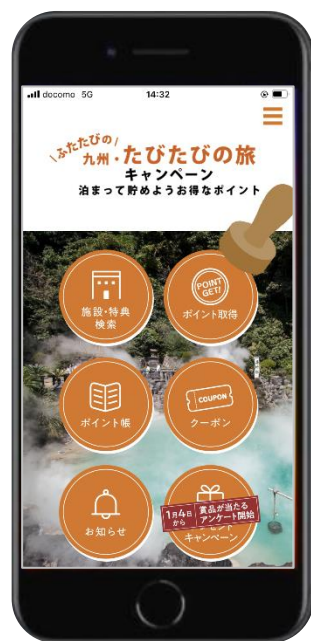 docomo 5G 14:32
ふたたびの
九州・たびたびの旅
キャンペーン
泊まって貯めようお得なポイント
施設・特典
検索
POINT
GET!
ポイント取得
ポイント帳
COUPON
クーポン
お知らせ
1月4日
から
賞品が当たる
アンケート開始
キャンペーン